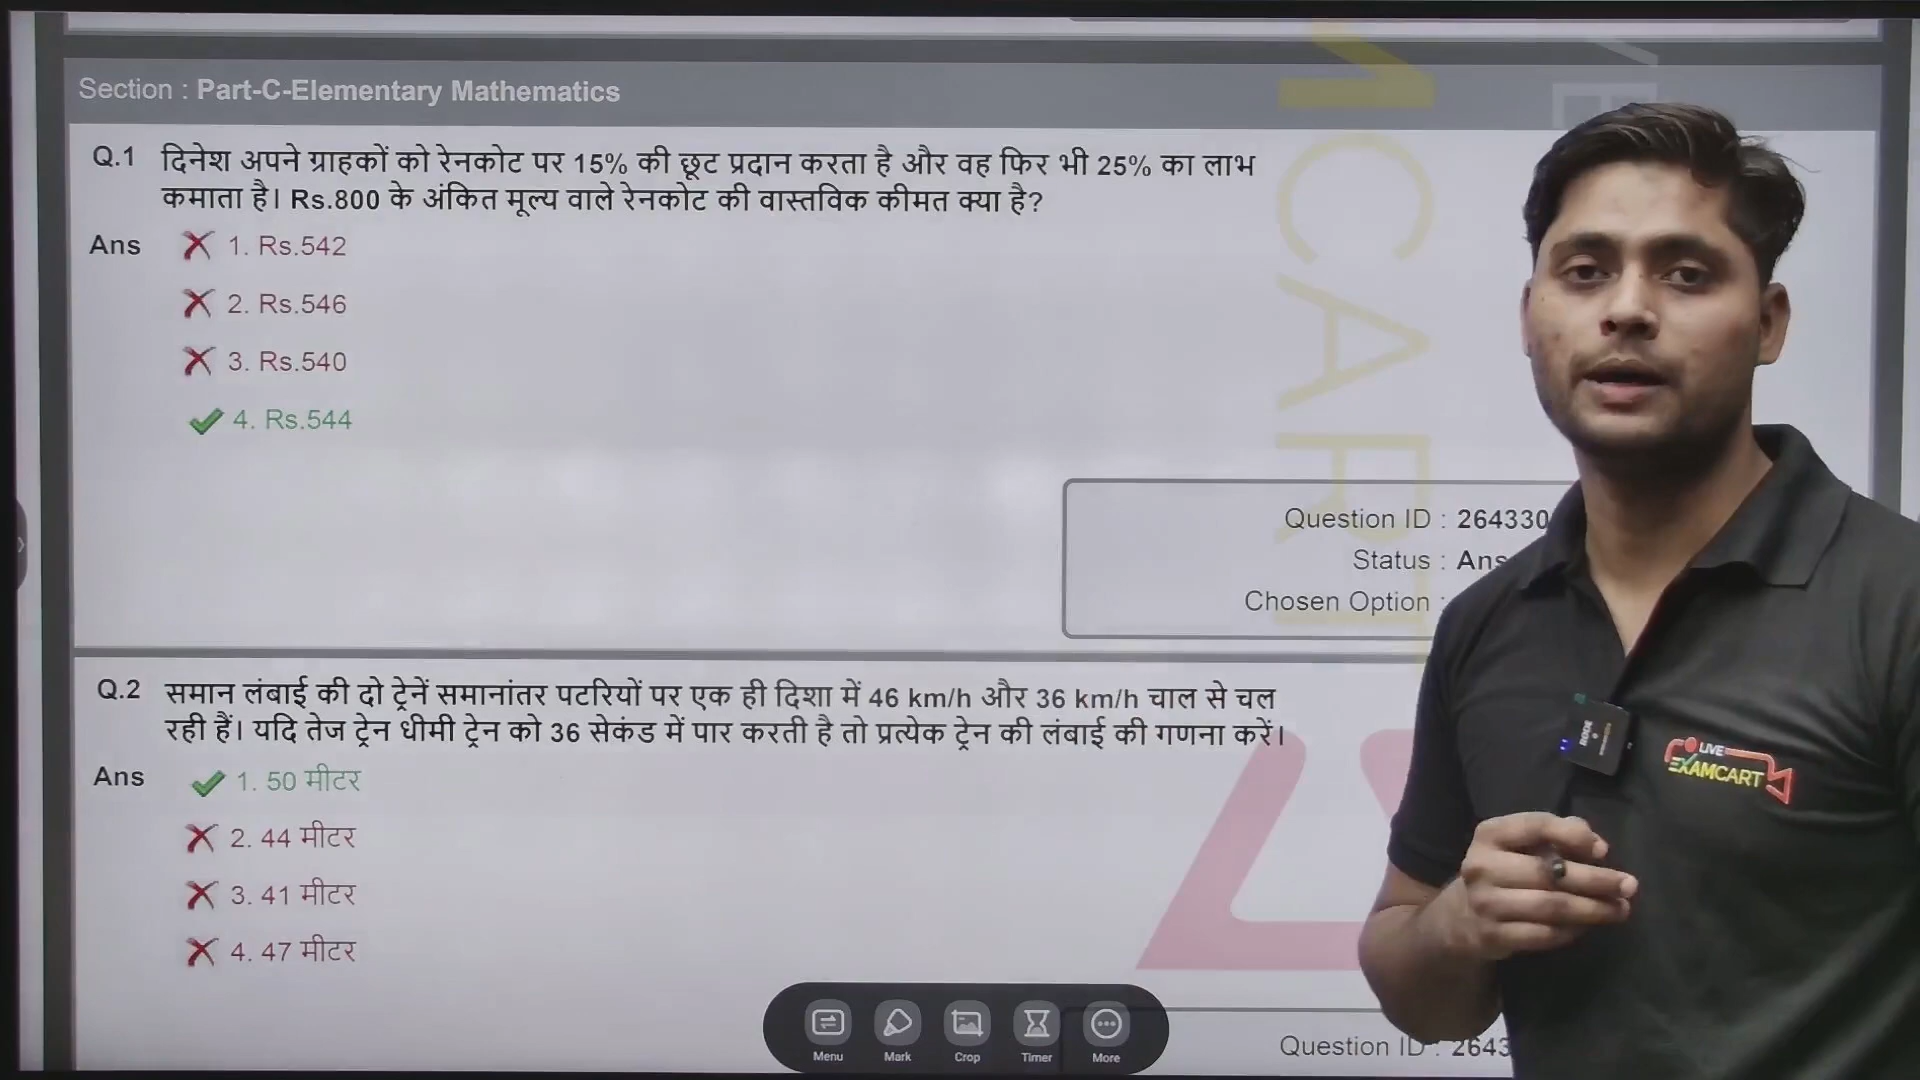 Section : Part-C-Elementary Mathematics
Q.1 दिनेश अपने ग्राहकों को रेनकोट पर 15% की छूट प्रदान करता है और वह फिर भी 25% का लाभ
कमाता है। Rs.800 के अंकित मूल्य वाले रेनकोट की वास्तविक कीमत क्या है?
Ans 1. Rs.542
2. Rs.546
3. Rs.540
4. Rs.544
Question ID : 264330
Status : Ans
Chosen Option :
Q.2 समान लंबाई की दो ट्रेनें समानांतर पटरियों पर एक ही दिशा में 46 km/h और 36 km/h चाल से चल
रही हैं। यदि तेज ट्रेन धीमी ट्रेन को 36 सेकंड में पार करती है तो प्रत्येक ट्रेन की लंबाई की गणना करें।
Ans 1. 50 मीटर
2. 44 मीटर
3. 41 मीटर
4. 47 मीटर
Question ID : 2643
Menu Mark Crop Timer More
LIVE
EXAMCART
RODE